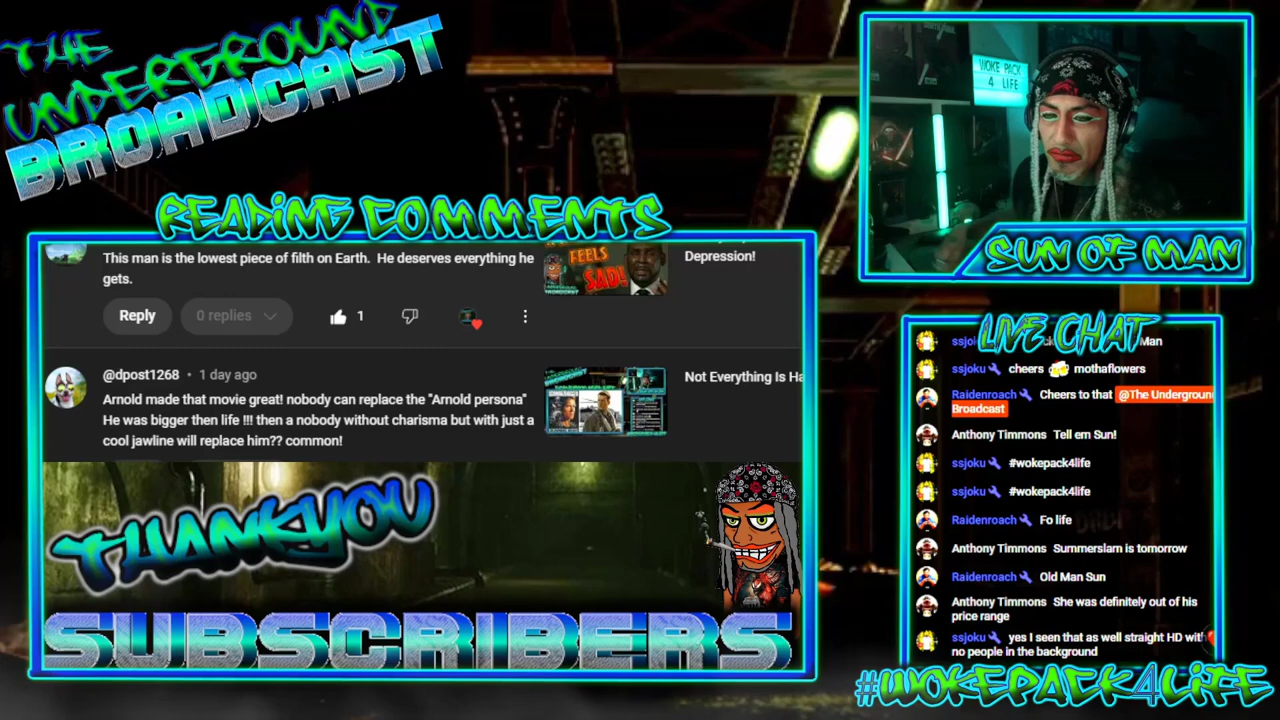 THE
UNDERGROUND
BROADCAST
READING COMMENTS
This man is the lowest piece of filth on Earth. He deserves everything he
gets.
FEELS
SAD!
Depression!
Reply
0 replies
1
@dpost1268 • 1 day ago
Arnold made that movie great! nobody can replace the "Arnold persona"
He was bigger then life !!! then a nobody without charisma but with just a
cool jawline will replace him?? common!
Not Everything Is Ha
THANKYOU
SUBSCRIBERS
WOKE PACK
4 LIFE
SUN OF MAN
LIVE CHAT
Man
ssjoku cheers mothaflowers
Raidenroach Cheers to that @The Underground
Broadcast
Anthony Timmons Tell em Sun!
ssjoku #wokepack4life
ssjoku #wokepack4life
Raidenroach Fo life
Anthony Timmons Summerslam is tomorrow
Raidenroach Old Man Sun
Anthony Timmons She was definitely out of his
price range
ssjoku yes I seen that as well straight HD with
no people in the background
#WOKEPACK4LIFE